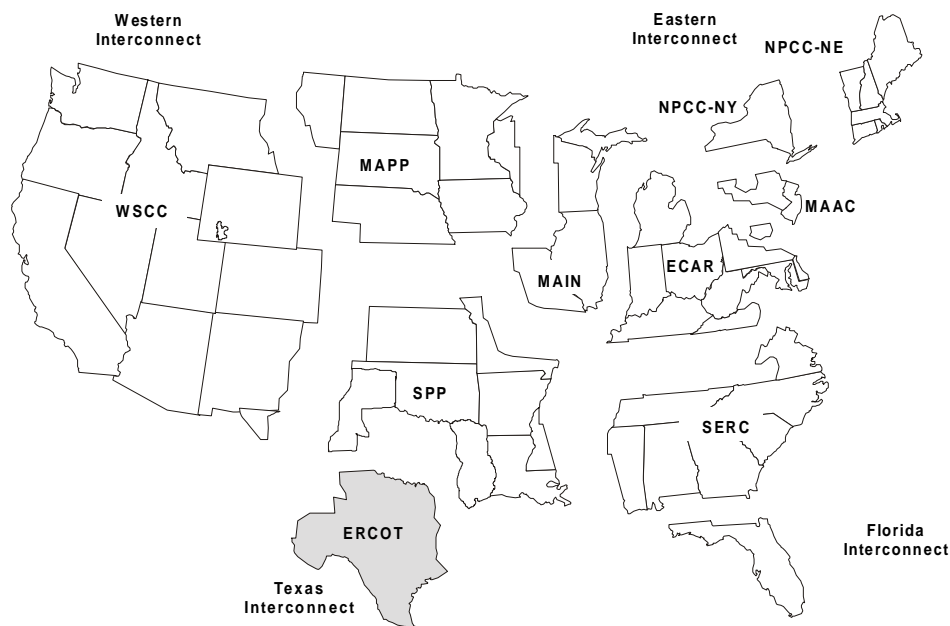 Western
Interconnect
Eastern
Interconnect
NPCC-NE
NPCC-NY
MAPP
WSCC
MAAC
MAIN
ECAR
SPP
SERC
ERCOT
Florida
Interconnect
Texas
Interconnect